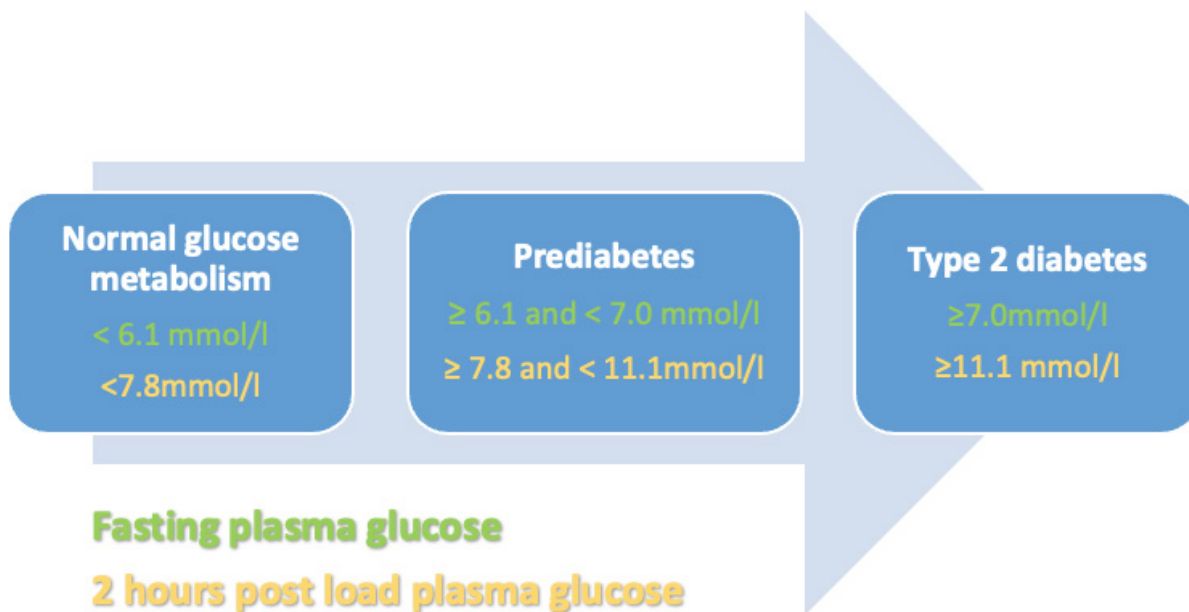 Normal glucose
metabolism
< 6.1 mmol/l
<7.8mmol/l
Prediabetes
≥ 6.1 and < 7.0 mmol/l
≥ 7.8 and < 11.1mmol/l
Type 2 diabetes
≥7.0mmol/l
≥11.1 mmol/l
Fasting plasma glucose
2 hours post load plasma glucose